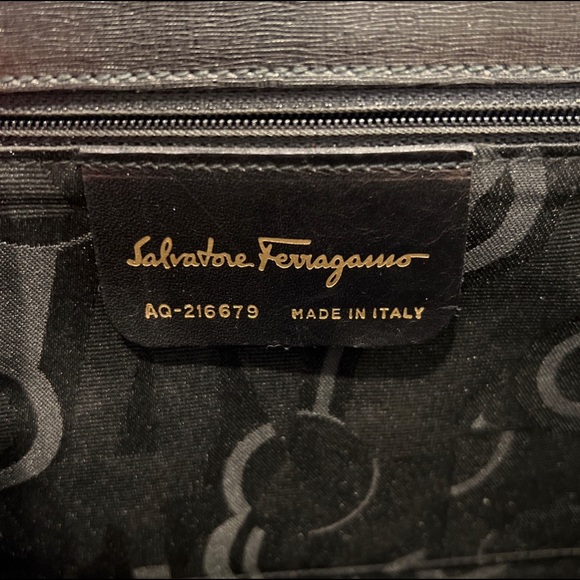 Salvatore Ferragamo
AQ-216679 MADE IN ITALY